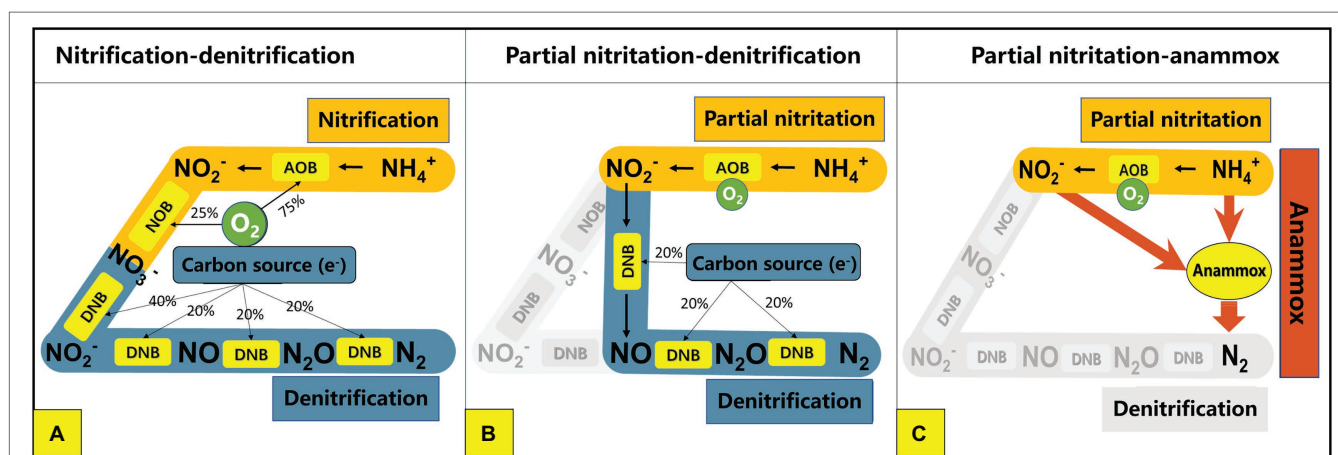 Nitrification-denitrification
Nitrification
NO₂⁻ AOB NH₄⁺
NOB 25% O₂ 75%
NO₃⁻
Carbon source (e⁻)
DNB 40% 20% 20% 20%
NO₂⁻ DNB NO DNB N₂O DNB N₂
Denitrification
A
Partial nitritation-denitrification
Partial nitritation
NO₂⁻ AOB NH₄⁺
O₂
NOB
NO₃⁻
DNB 20% Carbon source (e⁻)
DNB 20% 20%
NO₂⁻ DNB NO DNB N₂O DNB N₂
Denitrification
B
Partial nitritation-anammox
Partial nitritation
NO₂⁻ AOB NH₄⁺
O₂
NOB
NO₃⁻
Anammox
Anammox
DNB
NO₂⁻ DNB NO DNB N₂O DNB N₂
Denitrification
C